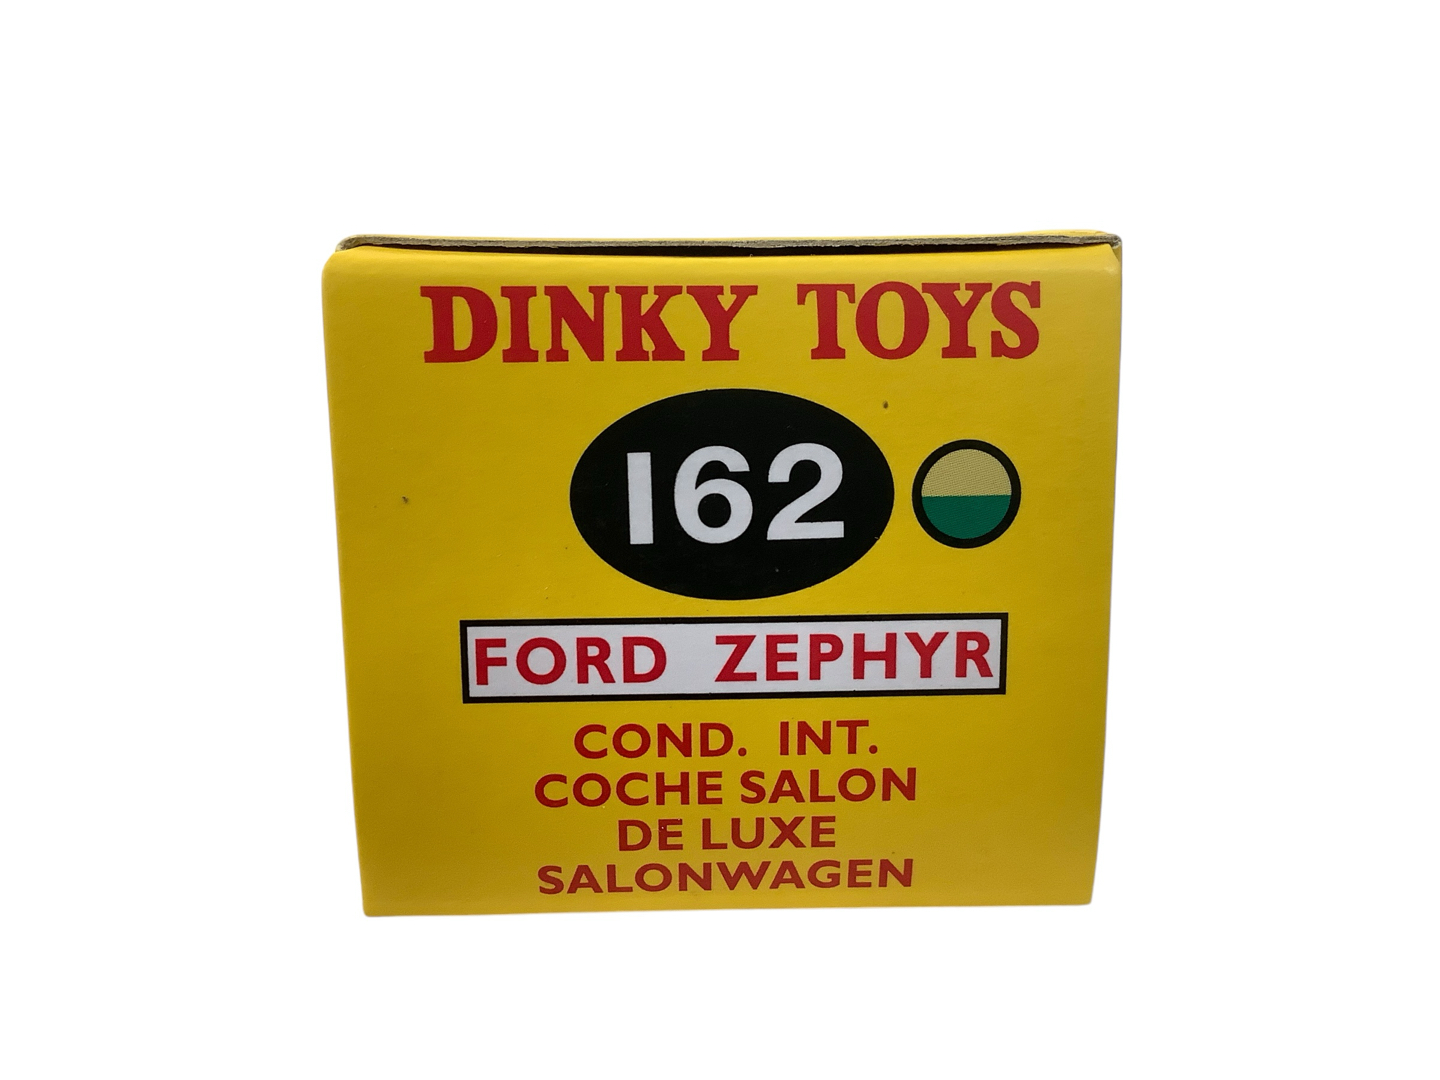 DINKY TOYS
162
FORD ZEPHYR
COND. INT.
COCHE SALON
DE LUXE
SALONWAGEN